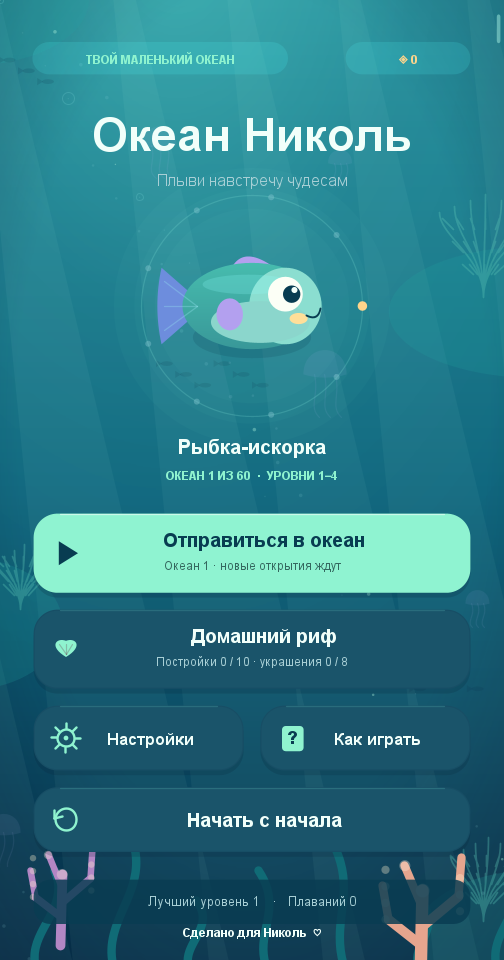 ТВОЙ МАЛЕНЬКИЙ ОКЕАН
◈ 0
Океан Николь
Плыви навстречу чудесам
Рыбка-искорка
ОКЕАН 1 ИЗ 60 · УРОВНИ 1–4
Отправиться в океан
Океан 1 · новые открытия ждут
Домашний риф
Постройки 0 / 10 · украшения 0 / 8
Настройки
? Как играть
Начать с начала
Лучший уровень 1 · Плаваний 0
Сделано для Николь ♡